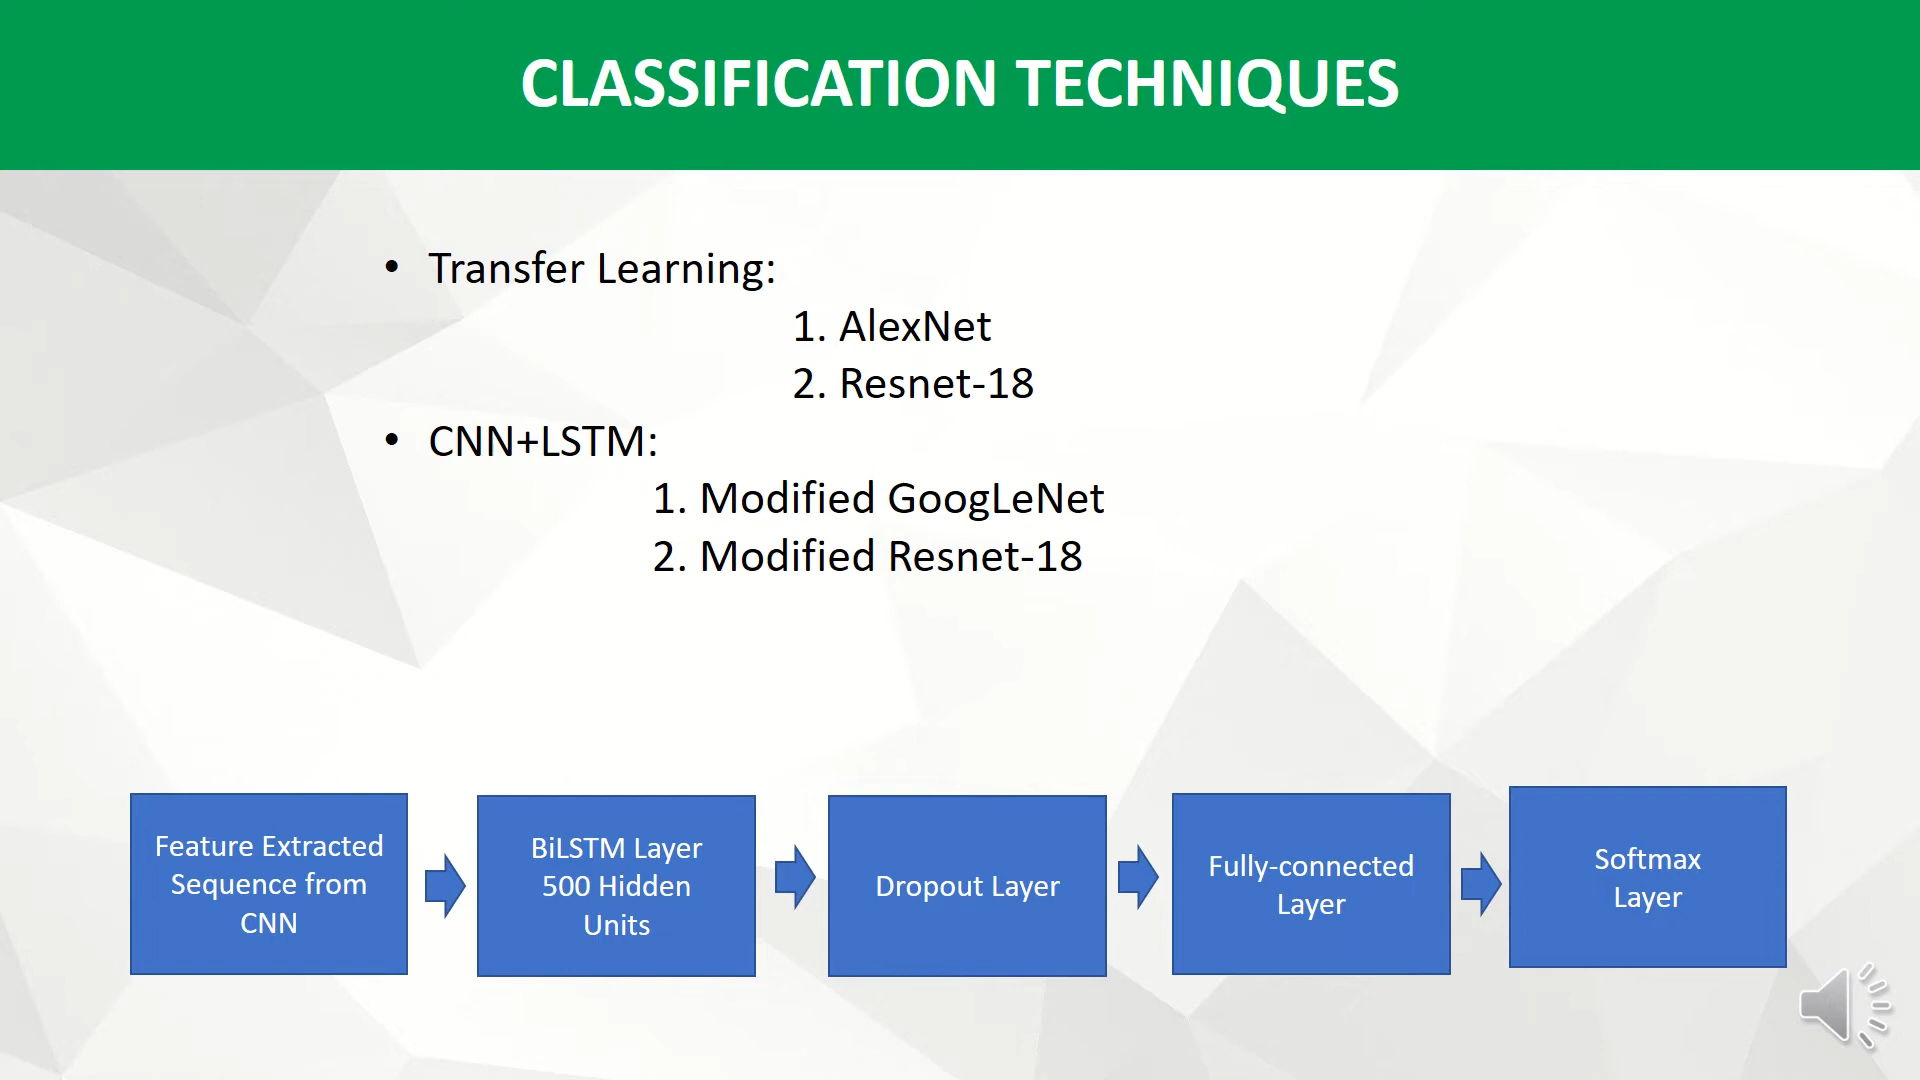 CLASSIFICATION TECHNIQUES
• Transfer Learning:
1. AlexNet
2. Resnet-18
• CNN+LSTM:
1. Modified GoogLeNet
2. Modified Resnet-18
Feature Extracted
Sequence from
CNN
BiLSTM Layer
500 Hidden
Units
Dropout Layer
Fully-connected
Layer
Softmax
Layer